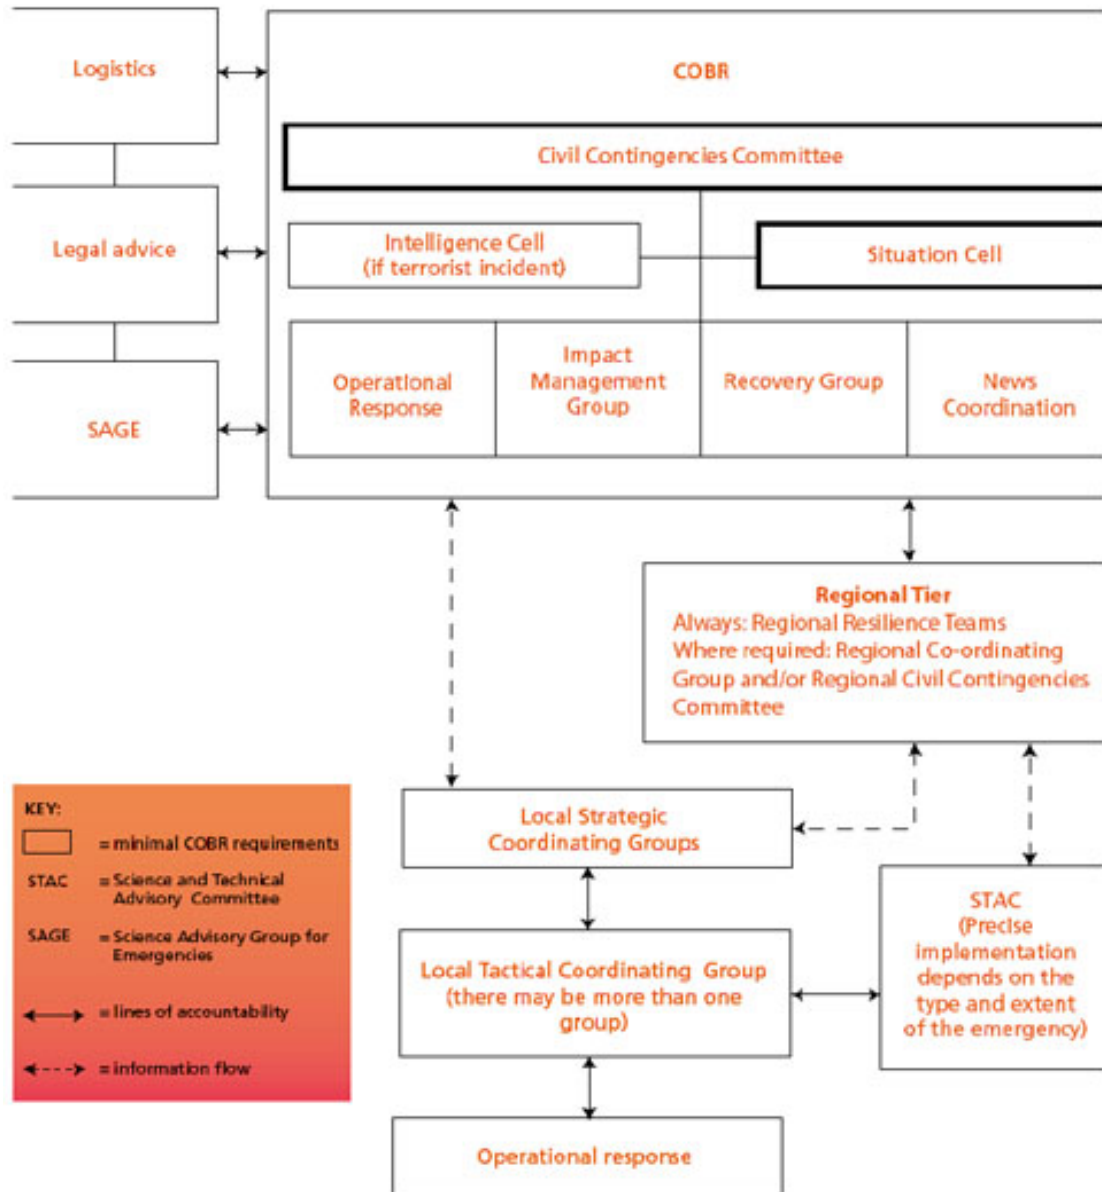 Logistics
COBR
Civil Contingencies Committee
Legal advice
Intelligence Cell
(if terrorist incident)
Situation Cell
SAGE
Operational
Response
Impact
Management
Group
Recovery Group
News
Coordination
Regional Tier
Always: Regional Resilience Teams
Where required: Regional Co-ordinating
Group and/or Regional Civil Contingencies
Committee
Local Strategic
Coordinating Groups
STAC
(Precise
implementation
depends on the
type and extent
of the emergency)
Local Tactical Coordinating Group
(there may be more than one
group)
Operational response
KEY:
= minimal COBR requirements
STAC = Science and Technical
Advisory Committee
SAGE = Science Advisory Group for
Emergencies
= lines of accountability
= information flow